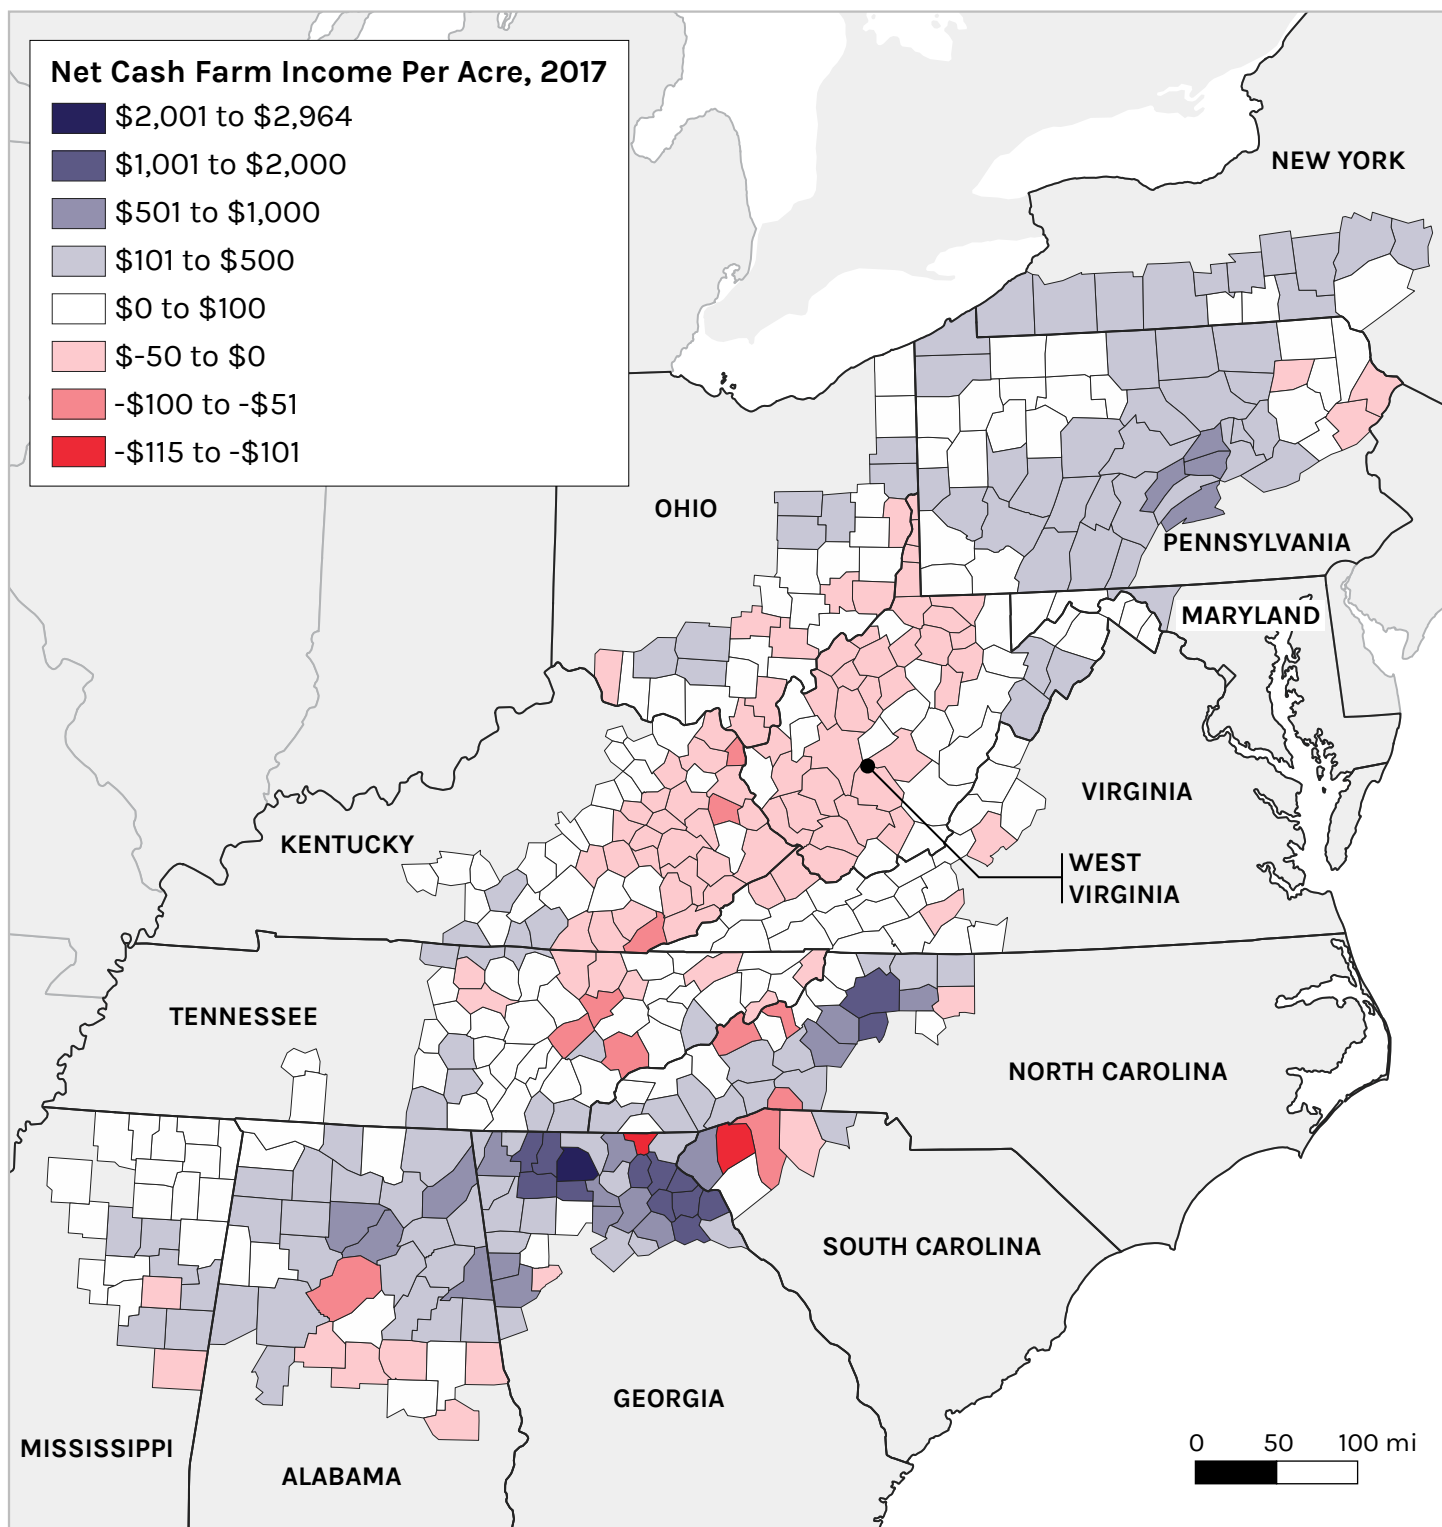 Net Cash Farm Income Per Acre, 2017
$2,001 to $2,964
$1,001 to $2,000
$501 to $1,000
$101 to $500
$0 to $100
$-50 to $0
-$100 to -$51
-$115 to -$101
NEW YORK
OHIO
PENNSYLVANIA
MARYLAND
VIRGINIA
KENTUCKY
WEST
VIRGINIA
TENNESSEE
NORTH CAROLINA
SOUTH CAROLINA
GEORGIA
MISSISSIPPI
ALABAMA
0 50 100 mi